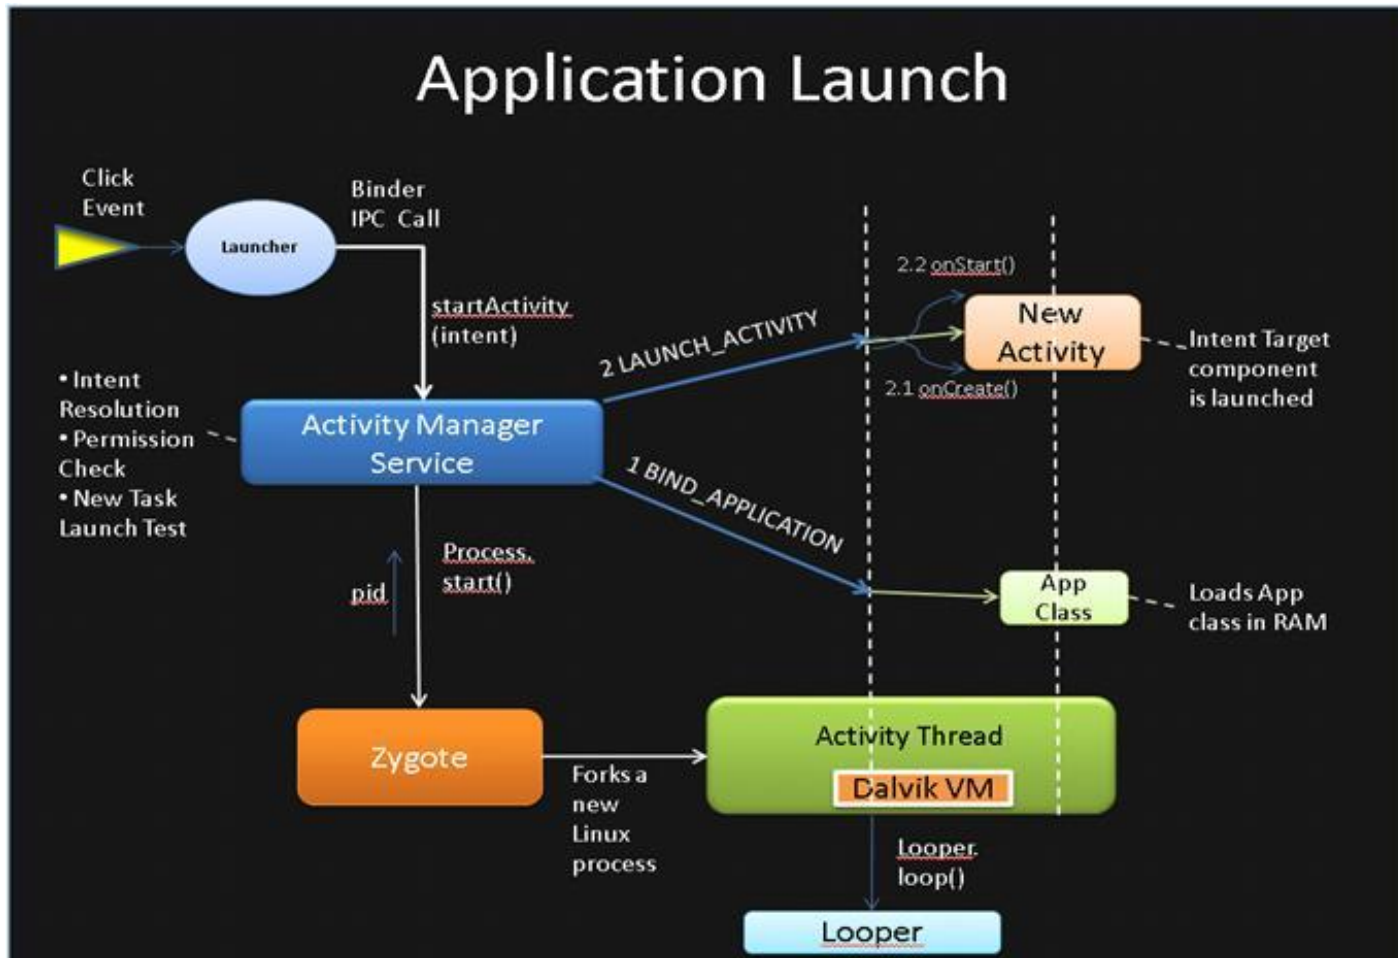 Application Launch
Click
Event
Launcher
Binder
IPC Call
startActivity
(intent)
• Intent
Resolution
• Permission
Check
• New Task
Launch Test
Activity Manager
Service
2 LAUNCH_ACTIVITY
2.2 onStart()
2.1 onCreate()
New
Activity
Intent Target
component
is launched
1 BIND_APPLICATION
App
Class
Loads App
class in RAM
pid
Process.
start()
Zygote
Forks a
new
Linux
process
Activity Thread
Dalvik VM
Looper.
loop()
Looper